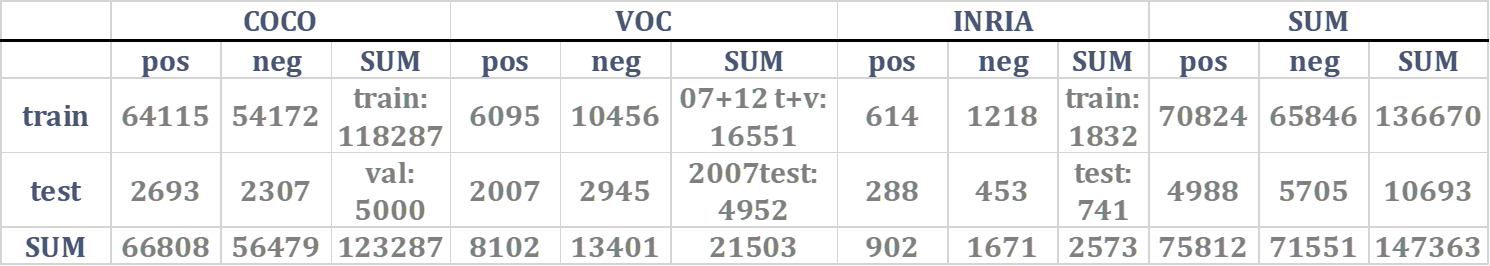 COCO VOC INRIA SUM
pos neg SUM pos neg SUM pos neg SUM pos neg SUM
train 64115 54172 train: 118287 6095 10456 07+12 t+v: 16551 614 1218 train: 1832 70824 65846 136670
test 2693 2307 val: 5000 2007 2945 2007test: 4952 288 453 test: 741 4988 5705 10693
SUM 66808 56479 123287 8102 13401 21503 902 1671 2573 75812 71551 147363